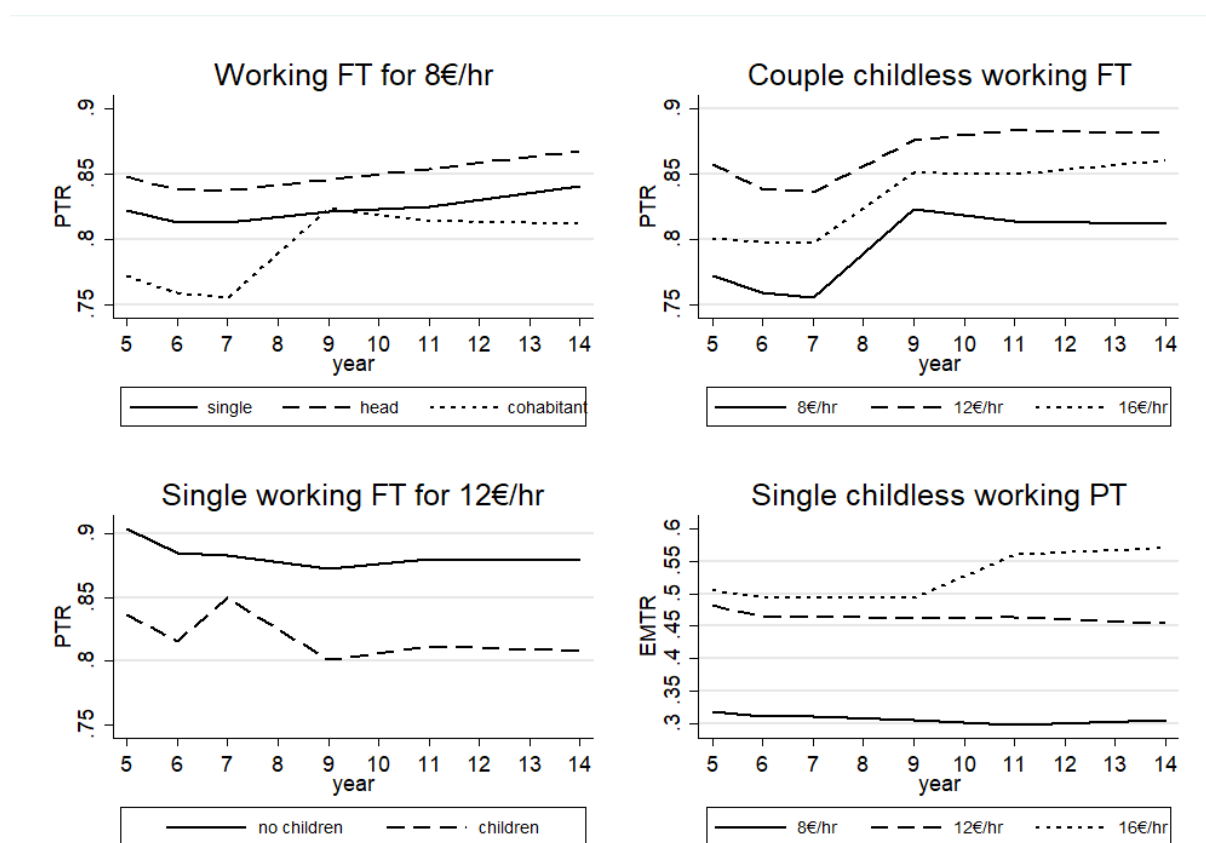 Working FT for 8€/hr
PTR
.9
.85
.8
.75
5 6 7 8 9 10 11 12 13 14
year
single head cohabitant
Couple childless working FT
PTR
.9
.85
.8
.75
5 6 7 8 9 10 11 12 13 14
year
8€/hr 12€/hr 16€/hr
Single working FT for 12€/hr
PTR
.9
.85
.8
.75
5 6 7 8 9 10 11 12 13 14
year
no children children
Single childless working PT
EMTR
.6
.55
.5
.45
.4
.35
.3
5 6 7 8 9 10 11 12 13 14
year
8€/hr 12€/hr 16€/hr